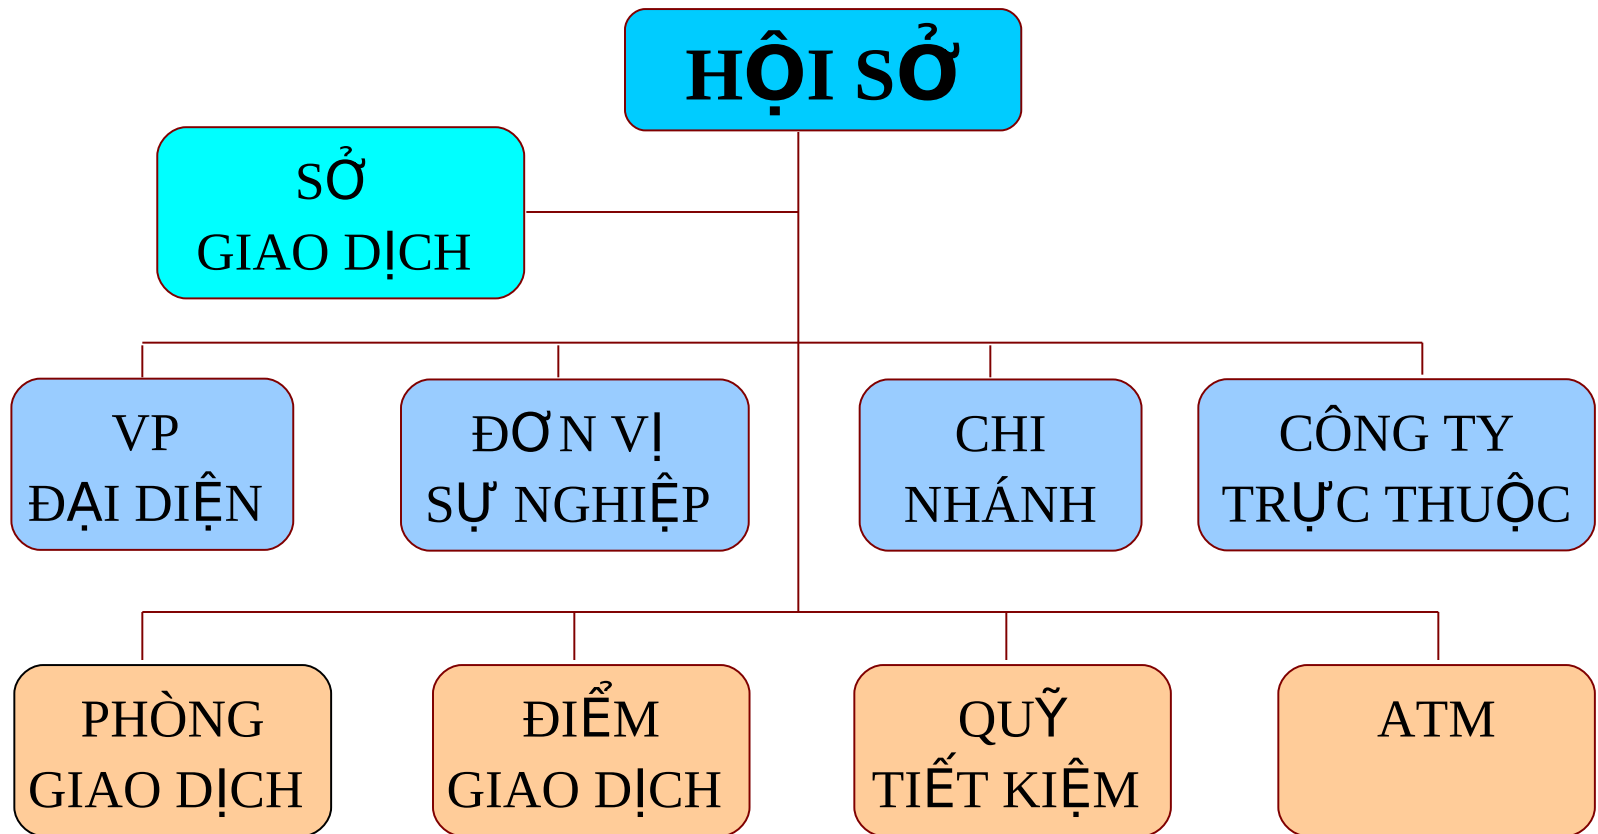 HỘI SỞ
SỞ
GIAO DỊCH
VP
ĐẠI DIỆN
ĐƠN VỊ
SỰ NGHIỆP
CHI
NHÁNH
CÔNG TY
TRỰC THUỘC
PHÒNG
GIAO DỊCH
ĐIỂM
GIAO DỊCH
QUỸ
TIẾT KIỆM
ATM